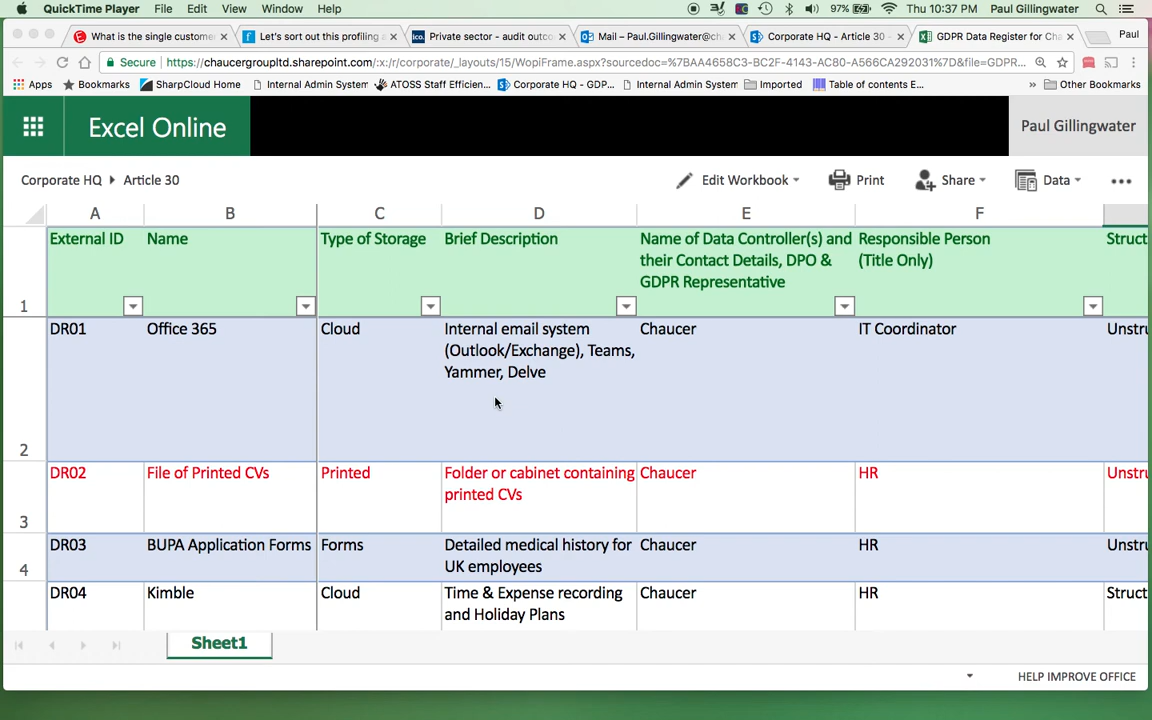 QuickTime Player File Edit View Window Help 97% Thu 10:37 PM Paul Gillingwater
What is the single custome Let's sort out this profiling Private sector - audit outco Mail – Paul.Gillingwater@ch Corporate HQ - Article 30 - GDPR Data Register for Cha Paul
Secure https://chaucergroupltd.sharepoint.com/:x:/r/corporate/_layouts/15/WopiFrame.aspx?sourcedoc=%7BAA4658C3-BC2F-4143-AC80-A566CA292031%7D&file=GDPR...
Apps Bookmarks SharpCloud Home Internal Admin System ATOSS Staff Efficien... Corporate HQ - GDP... Internal Admin System Imported Table of contents E... » Other Bookmarks
Excel Online Paul Gillingwater
Corporate HQ Article 30 Edit Workbook Print Share Data
A B C D E F
External ID Name Type of Storage Brief Description Name of Data Controller(s) and Responsible Person Struct
their Contact Details, DPO & (Title Only)
GDPR Representative
1
DR01 Office 365 Cloud Internal email system Chaucer IT Coordinator Unstru
(Outlook/Exchange), Teams,
Yammer, Delve
2
DR02 File of Printed CVs Printed Folder or cabinet containing Chaucer HR Unstru
printed CVs
3
DR03 BUPA Application Forms Forms Detailed medical history for Chaucer HR Unstru
4 UK employees
DR04 Kimble Cloud Time & Expense recording Chaucer HR Struct
and Holiday Plans
Sheet1
HELP IMPROVE OFFICE